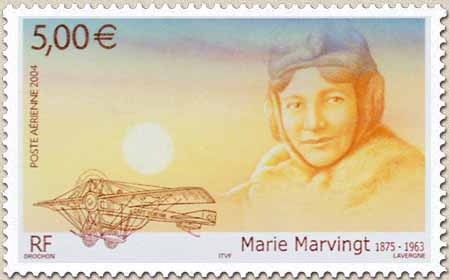 5,00€
POSTE AÉRIENNE 2004
RF Marie Marvingt 1875 - 1963
DROCHON ITVF LAVERGNE